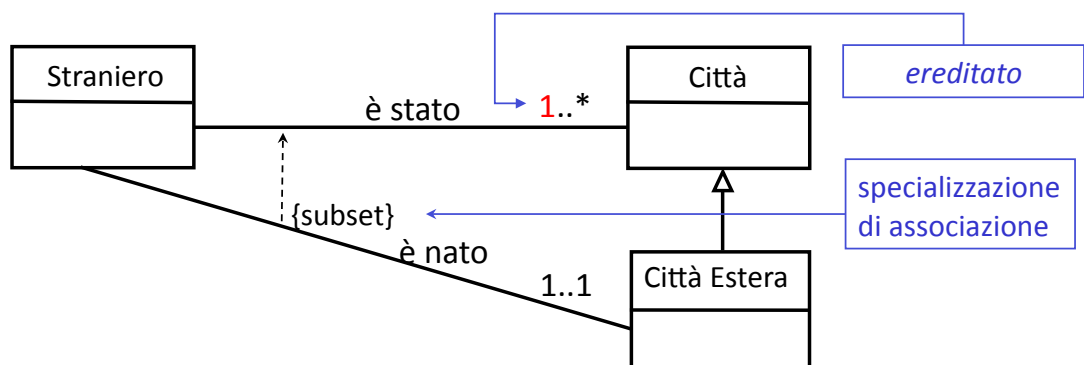 Straniero
Città
ereditato
è stato
1..*
{subset}
specializzazione
di associazione
è nato
1..1
Città Estera